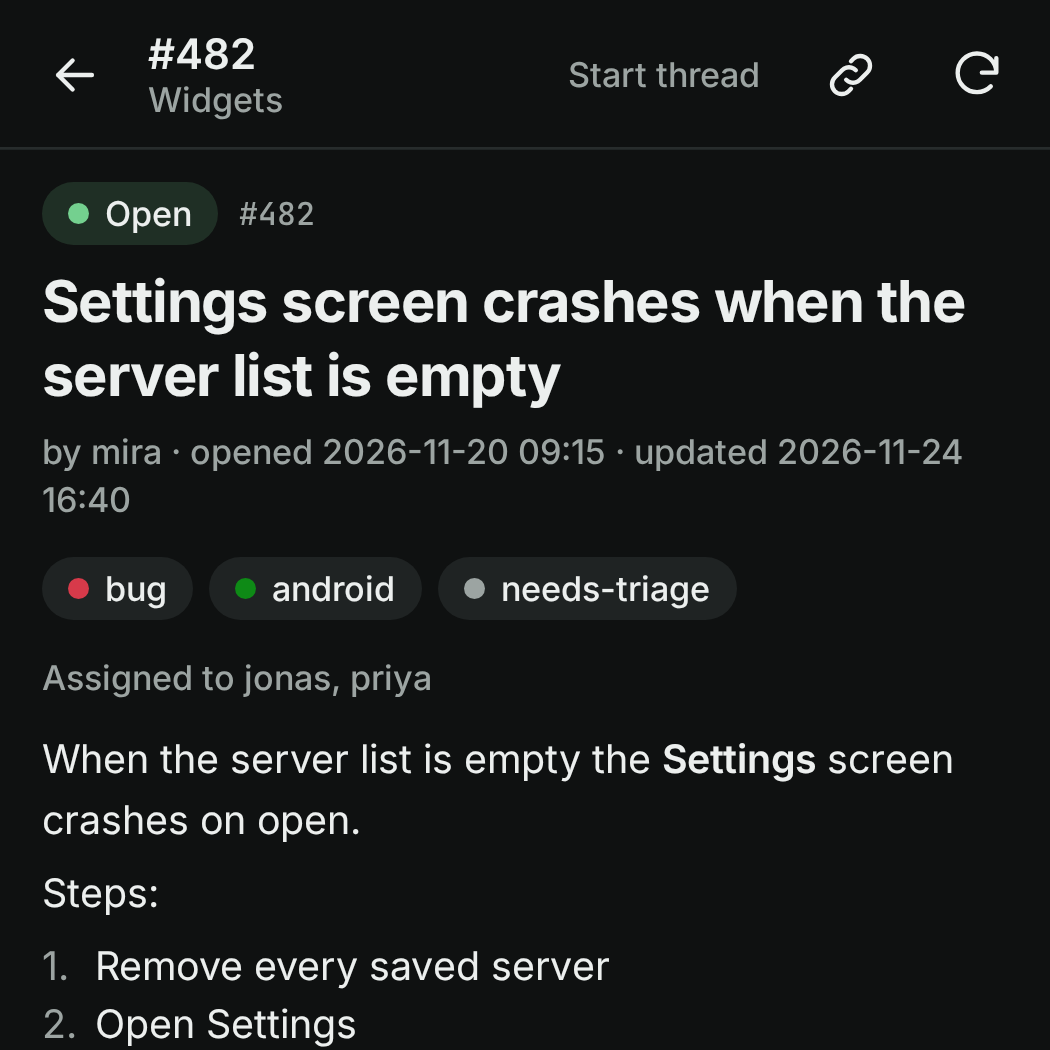 #482
Widgets
Start thread
Open #482
Settings screen crashes when the
server list is empty
by mira · opened 2026-11-20 09:15 · updated 2026-11-24
16:40
bug android needs-triage
Assigned to jonas, priya
When the server list is empty the Settings screen
crashes on open.
Steps:
1. Remove every saved server
2. Open Settings